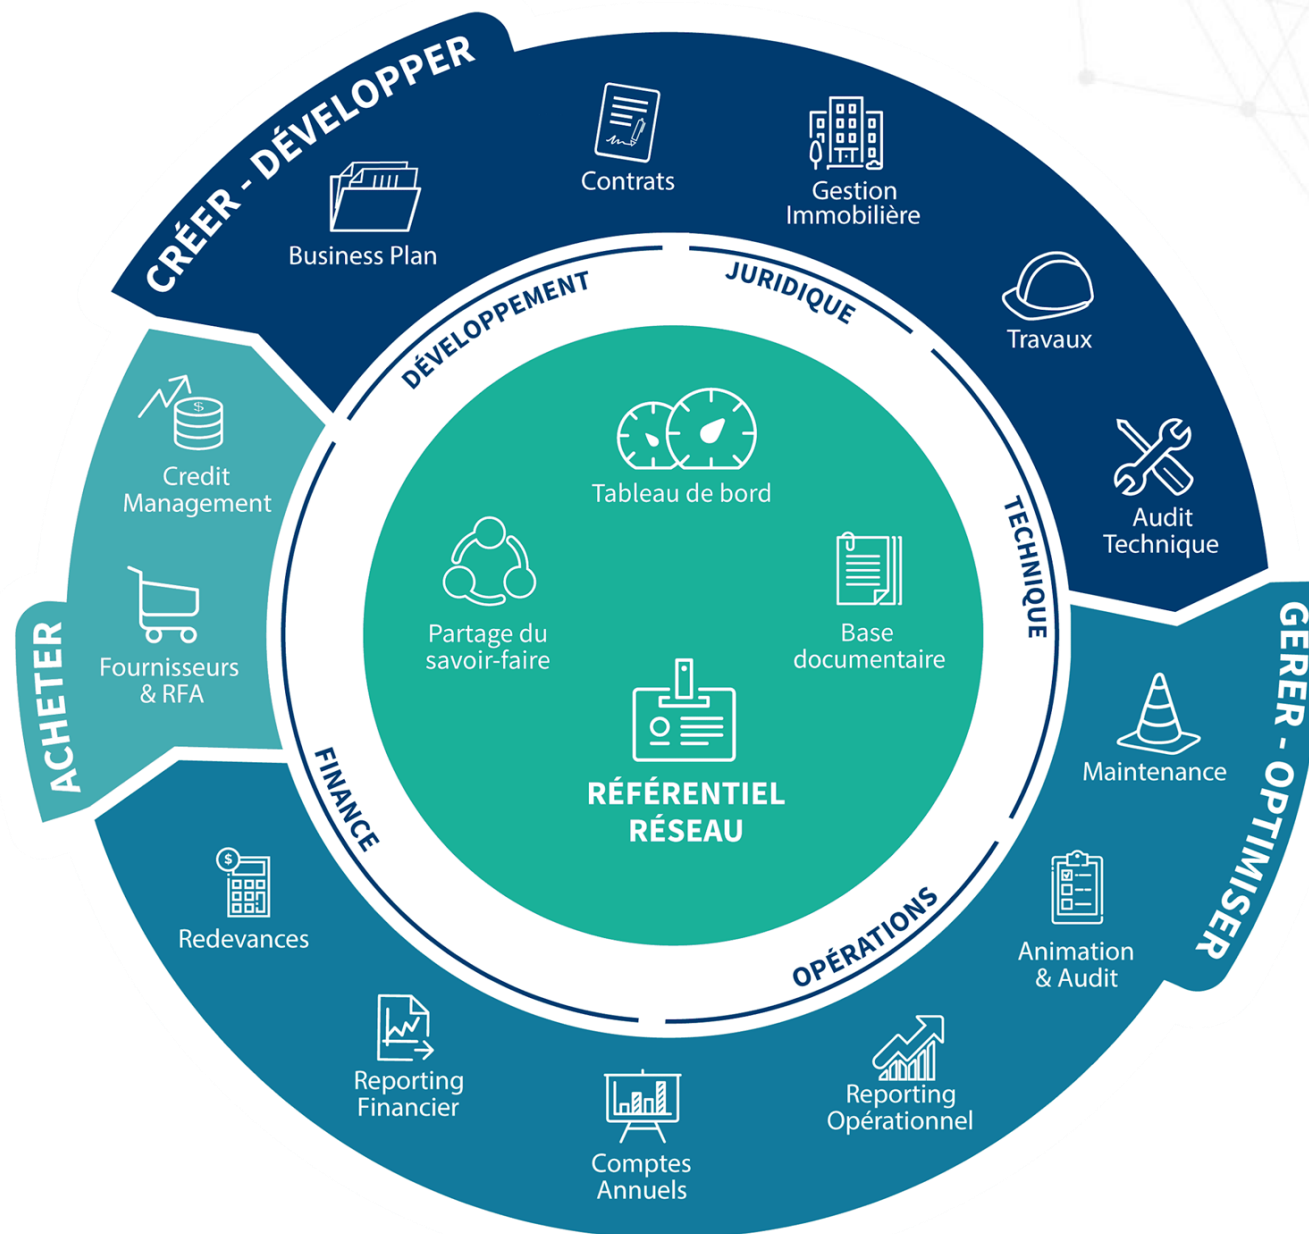 CRÉER - DÉVELOPPER
Business Plan
Contrats
Gestion
Immobilière
Travaux
Audit
Technique
GERER - OPTIMISER
Maintenance
Animation
& Audit
Reporting
Opérationnel
Comptes
Annuels
Reporting
Financier
$
Redevances
ACHETER
Fournisseurs
& RFA
$
Credit
Management
DÉVELOPPEMENT
JURIDIQUE
TECHNIQUE
OPÉRATIONS
FINANCE
Tableau de bord
Partage du
savoir-faire
Base
documentaire
RÉFÉRENTIEL
RÉSEAU